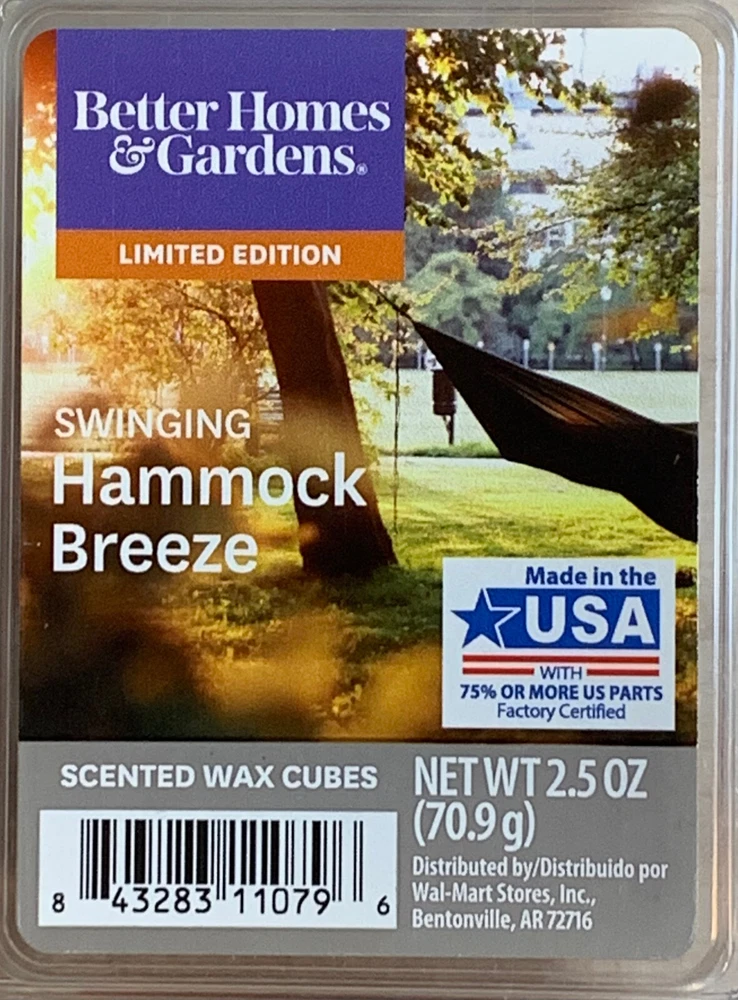 Better Homes
&Gardens®
LIMITED EDITION
SWINGING
Hammock
Breeze
Made in the
USA
WITH
75% OR MORE US PARTS
Factory Certified
SCENTED WAX CUBES
NET WT 2.5 OZ
(70.9 g)
8 43283 11079 6
Distributed by/Distribuido por
Wal-Mart Stores, Inc.,
Bentonville, AR 72716